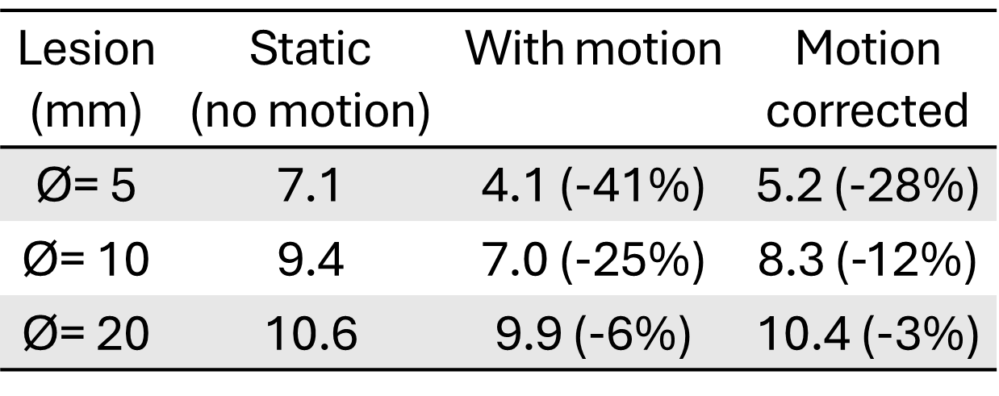 Lesion Static With motion Motion
(mm) (no motion) corrected
Ø= 5 7.1 4.1 (-41%) 5.2 (-28%)
Ø= 10 9.4 7.0 (-25%) 8.3 (-12%)
Ø= 20 10.6 9.9 (-6%) 10.4 (-3%)